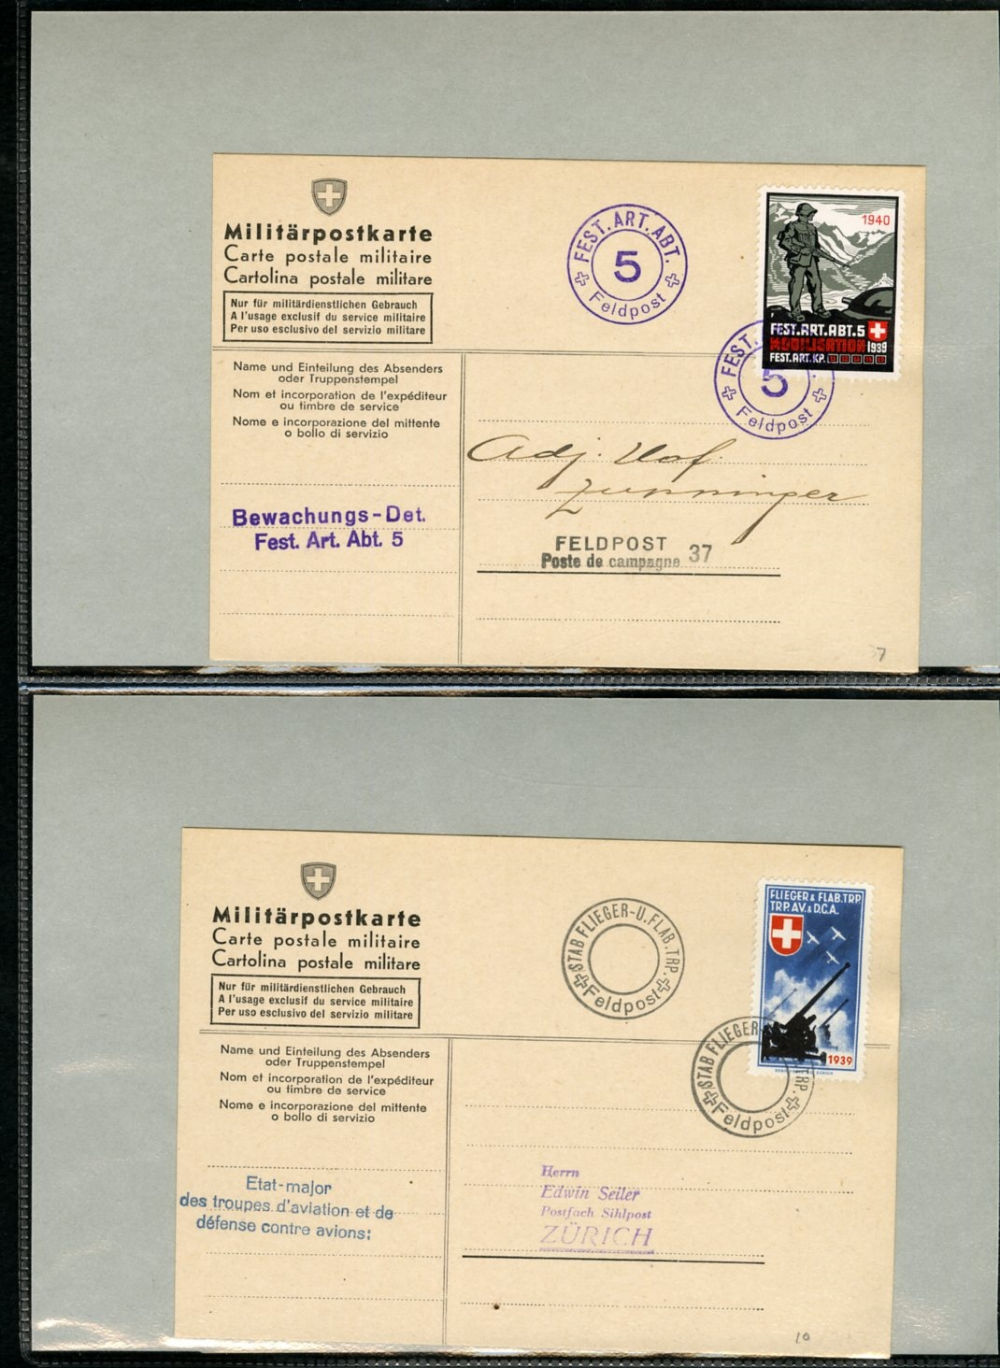 Militärpostkarte
Carte postale militaire
Cartolina postale militare
Nur für militärdienstlichen Gebrauch
A l'usage exclusif du service militaire
Per uso esclusivo del servizio militare
FEST. ART. ABT.
5
Feldpost
1940
FEST. ART. ABT. 5
MOBILISATION 1939
FEST. ART. KP.
FEST.
5
Feldpost
Name und Einteilung des Absenders
oder Truppenstempel
Nom et incorporation de l'expéditeur
ou timbre de service
Nome e incorporazione del mittente
o bollo di servizio
Adj. Uof.
Zunninger
Bewachungs-Det.
Fest. Art. Abt. 5
FELDPOST
Poste de campagne 37
7
Militärpostkarte
Carte postale militaire
Cartolina postale militare
Nur für militärdienstlichen Gebrauch
A l'usage exclusif du service militaire
Per uso esclusivo del servizio militare
STAB FLIEGER-U. FLAB. TRP.
Feldpost
FLIEGER & FLAB. TRP
TRP. AV. & D.C.A.
1939
STAB FLIEGER- TRP.
Feldpost
Name und Einteilung des Absenders
oder Truppenstempel
Nom et incorporation de l'expéditeur
ou timbre de service
Nome e incorporazione del mittente
o bollo di servizio
Etat-major
des troupes d'aviation et de
défense contre avions:
Herrn
Edwin Seiler
Postfach Sihlpost
ZÜRICH
10